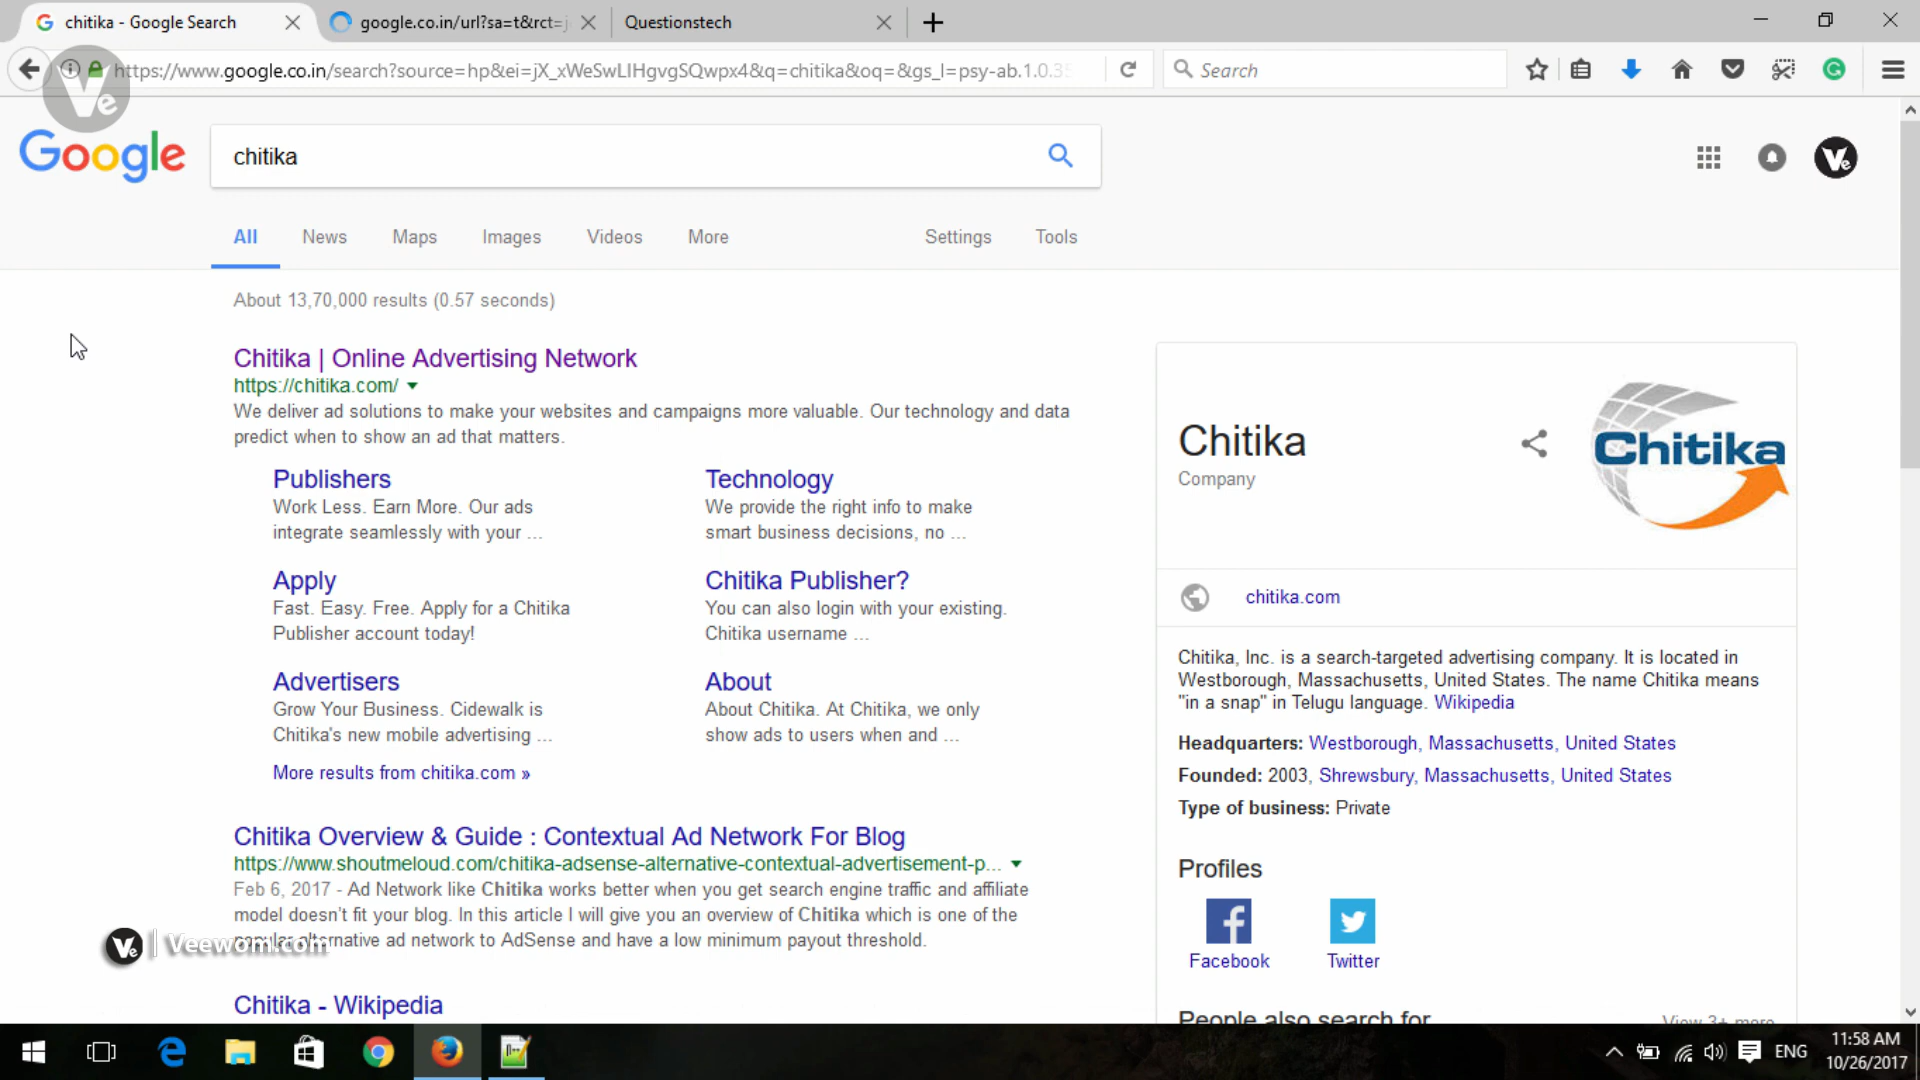 chitika - Google Search
google.co.in/url?sa=t&rct=j
Questionstech
https://www.google.co.in/search?source=hp&ei=jX_xWeSwLIHgvgSQwpx4&q=chitika&oq=&gs_l=psy-ab.1.0.35
Search
Ve
Google
chitika
Ve
All
News
Maps
Images
Videos
More
Settings
Tools
About 13,70,000 results (0.57 seconds)
Chitika | Online Advertising Network
https://chitika.com/
We deliver ad solutions to make your websites and campaigns more valuable. Our technology and data
predict when to show an ad that matters.
Publishers
Work Less. Earn More. Our ads
integrate seamlessly with your ...
Technology
We provide the right info to make
smart business decisions, no ...
Apply
Fast. Easy. Free. Apply for a Chitika
Publisher account today!
Chitika Publisher?
You can also login with your existing.
Chitika username ...
Advertisers
Grow Your Business. Cidewalk is
Chitika's new mobile advertising ...
About
About Chitika. At Chitika, we only
show ads to users when and ...
More results from chitika.com »
Chitika Overview & Guide : Contextual Ad Network For Blog
https://www.shoutmeloud.com/chitika-adsense-alternative-contextual-advertisement-p...
Feb 6, 2017 - Ad Network like Chitika works better when you get search engine traffic and affiliate
model doesn't fit your blog. In this article I will give you an overview of Chitika which is one of the
popular alternative ad network to AdSense and have a low minimum payout threshold.
Ve | Veewom.com
Chitika - Wikipedia
Chitika
Company
Chitika
chitika.com
Chitika, Inc. is a search-targeted advertising company. It is located in
Westborough, Massachusetts, United States. The name Chitika means
"in a snap" in Telugu language. Wikipedia
Headquarters: Westborough, Massachusetts, United States
Founded: 2003, Shrewsbury, Massachusetts, United States
Type of business: Private
Profiles
Facebook
Twitter
People also search for
View 3+ more
ENG
11:58 AM
10/26/2017